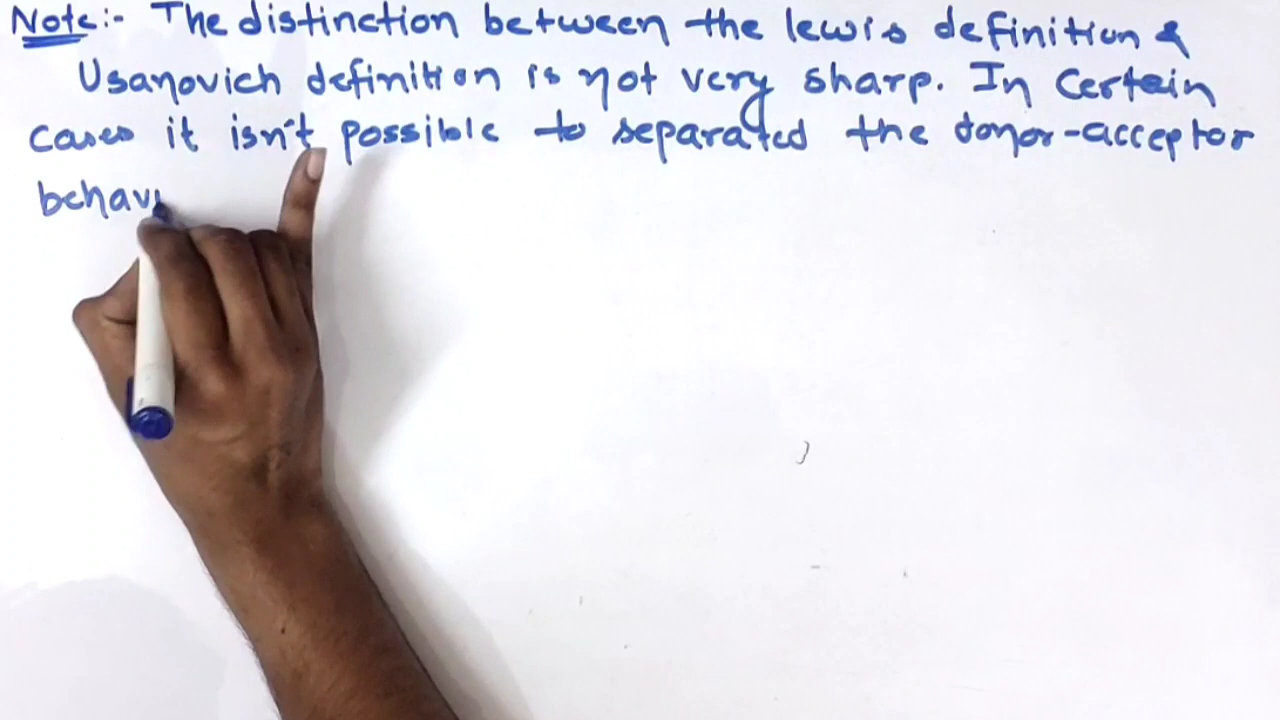 Note:- The distinction between the lewis definition &
Usanovich definition is not very sharp. In Certain
cases it isn't possible to separated the donor-acceptor
behavi